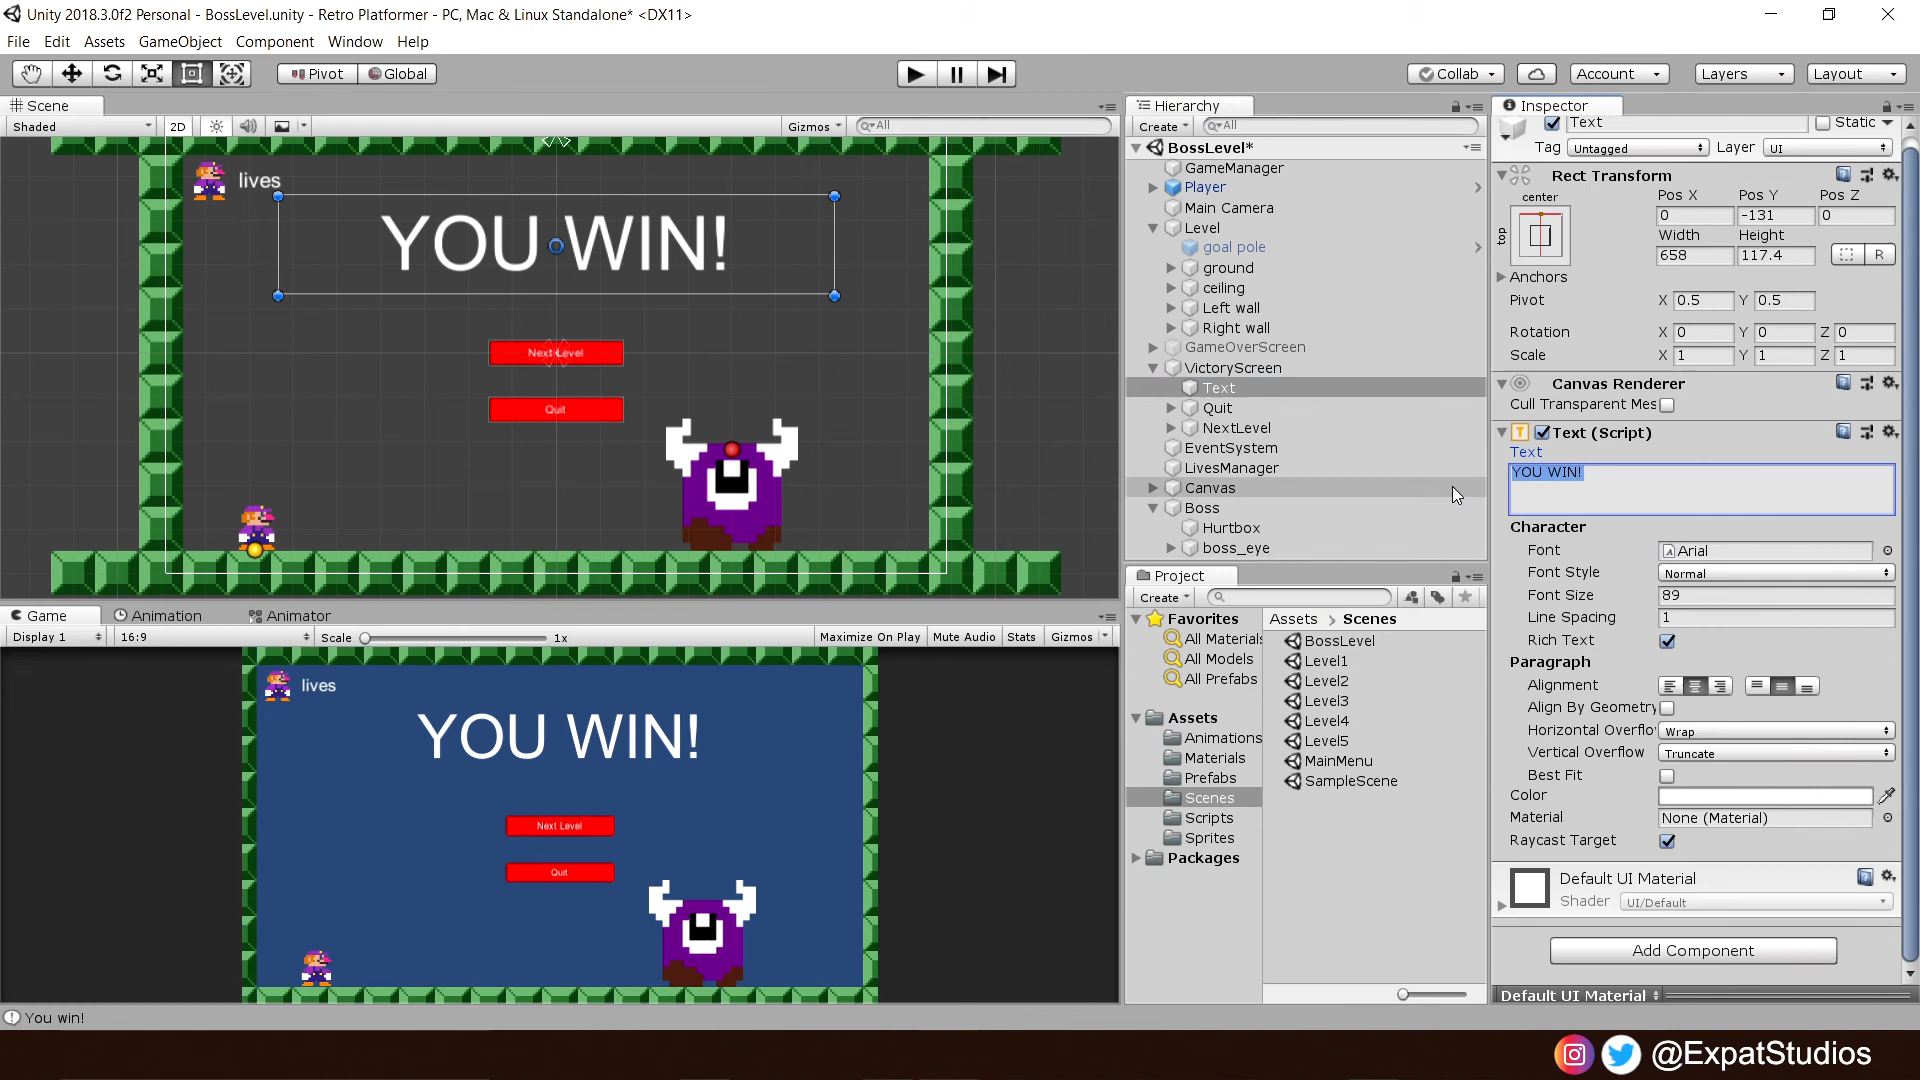 Unity 2018.3.0f2 Personal - BossLevel.unity - Retro Platformer - PC, Mac & Linux Standalone* <DX11>
File Edit Assets GameObject Component Window Help
Pivot Global Collab Account Layers Layout
Scene
Shaded 2D Gizmos All
lives
YOU WIN!
Next Level
Quit
Game Animation Animator
Display 1 16:9 Scale 1x Maximize On Play Mute Audio Stats Gizmos
lives
YOU WIN!
Next Level
Quit
Hierarchy
Create All
BossLevel*
GameManager
Player
Main Camera
Level
goal pole
ground
ceiling
Left wall
Right wall
GameOverScreen
VictoryScreen
Text
Quit
NextLevel
EventSystem
LivesManager
Canvas
Boss
Hurtbox
boss_eye
Project
Create
Favorites
All Materials
All Models
All Prefabs
Assets
Animations
Materials
Prefabs
Scenes
Scripts
Sprites
Packages
Assets > Scenes
BossLevel
Level1
Level2
Level3
Level4
Level5
MainMenu
SampleScene
Inspector
Text Static
Tag Untagged Layer UI
Rect Transform
center
top
Pos X Pos Y Pos Z
0 -131 0
Width Height
658 117.4
R
Anchors
Pivot X 0.5 Y 0.5
Rotation X 0 Y 0 Z 0
Scale X 1 Y 1 Z 1
Canvas Renderer
Cull Transparent Mes
Text (Script)
Text
YOU WIN!
Character
Font Arial
Font Style Normal
Font Size 89
Line Spacing 1
Rich Text
Paragraph
Alignment
Align By Geometry
Horizontal Overflo Wrap
Vertical Overflow Truncate
Best Fit
Color
Material None (Material)
Raycast Target
Default UI Material
Shader UI/Default
Add Component
Default UI Material
You win!
@ExpatStudios